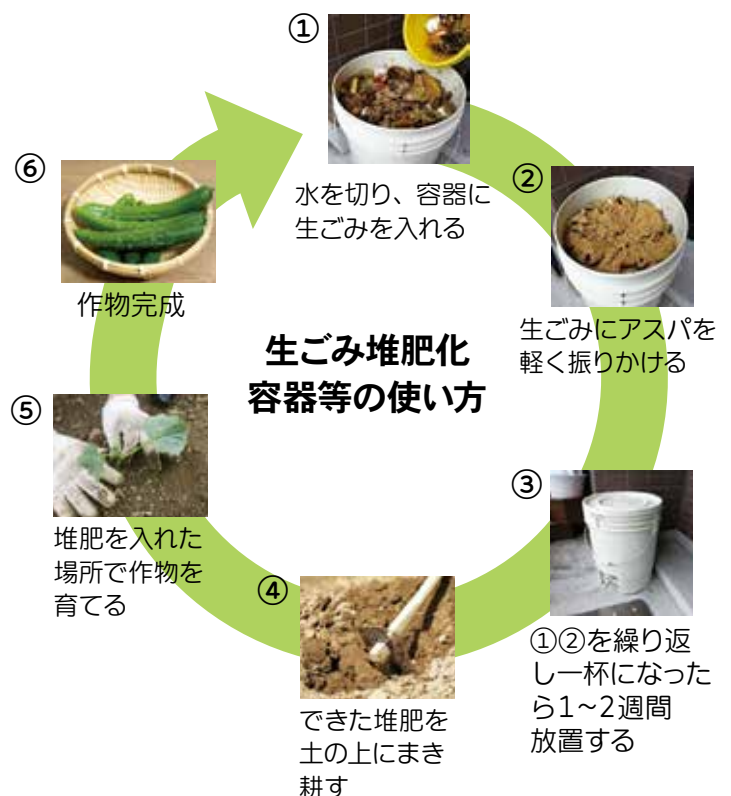 生ごみ堆肥化
容器等の使い方
①
水を切り、容器に
生ごみを入れる
②
生ごみにアスパを
軽く振りかける
③
①②を繰り返
し一杯になった
ら1~2週間
放置する
④
できた堆肥を
土の上にまき
耕す
⑤
堆肥を入れた
場所で作物を
育てる
⑥
作物完成